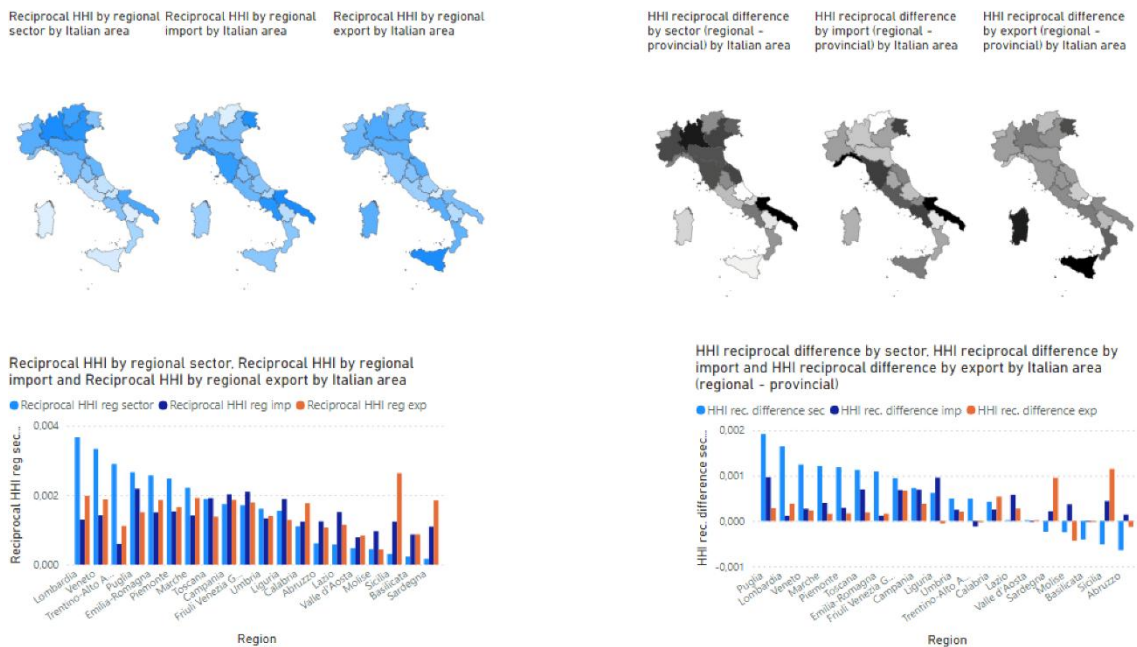 Reciprocal HHI by regional
sector by Italian area
Reciprocal HHI by regional
import by Italian area
Reciprocal HHI by regional
export by Italian area
HHI reciprocal difference
by sector (regional -
provincial) by Italian area
HHI reciprocal difference
by import (regional -
provincial) by Italian area
HHI reciprocal difference
by export (regional -
provincial) by Italian area
Reciprocal HHI by regional sector, Reciprocal HHI by regional
import and Reciprocal HHI by regional export by Italian area
Reciprocal HHI reg sector Reciprocal HHI reg imp Reciprocal HHI reg exp
Reciprocal HHI reg sec...
0.004
0.002
0.000
Lombardia
Veneto
Trentino-Alto A...
Puglia
Emilia-Romagna
Piemonte
Marche
Toscana
Campania
Friuli Venezia G...
Umbria
Liguria
Calabria
Abruzzo
Lazio
Valle d'Aosta
Molise
Sicilia
Basilicata
Sardegna
Region
HHI reciprocal difference by sector, HHI reciprocal difference by
import and HHI reciprocal difference by export by Italian area
(regional - provincial)
HHI rec. difference sec HHI rec. difference imp HHI rec. difference exp
HHI rec. difference sec...
0.002
0.001
0.000
-0.001
Puglia
Lombardia
Veneto
Marche
Piemonte
Toscana
Emilia-Romagna
Friuli Venezia G...
Campania
Liguria
Umbria
Trentino-Alto A...
Calabria
Lazio
Valle d'Aosta
Sardegna
Molise
Basilicata
Sicilia
Abruzzo
Region